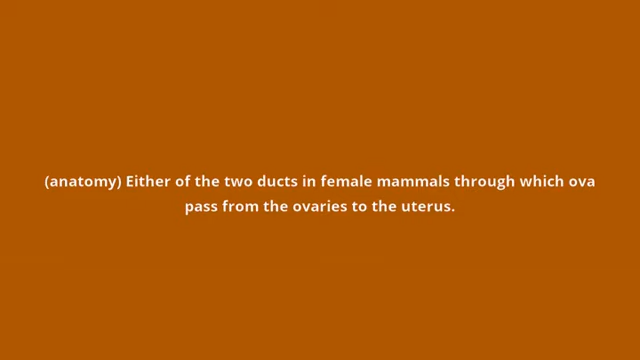 (anatomy) Either of the two ducts in female mammals through which ova
pass from the ovaries to the uterus.